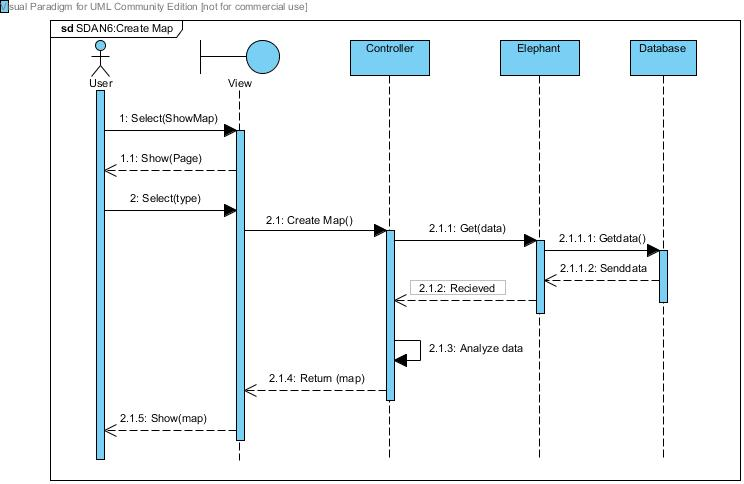 Visual Paradigm for UML Community Edition [not for commercial use]
sd SDAN6:Create Map
User
View
Controller
Elephant
Database
1: Select(ShowMap)
1.1: Show(Page)
2: Select(type)
2.1: Create Map()
2.1.1: Get(data)
2.1.1.1: Getdata()
2.1.1.2: Senddata
2.1.2: Recieved
2.1.3: Analyze data
2.1.4: Return (map)
2.1.5: Show(map)